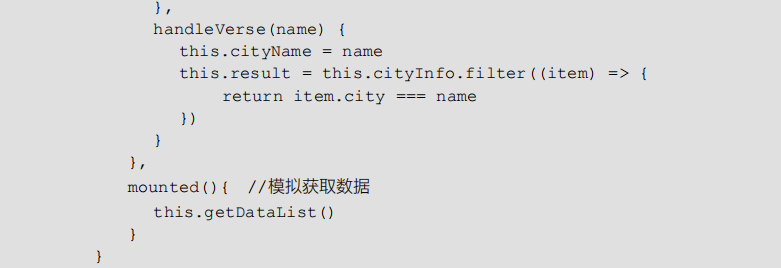 },
handleVerse(name) {
this.cityName = name
this.result = this.cityInfo.filter((item) => {
return item.city === name
})
}
},
mounted(){  //模拟获取数据
this.getDataList()
}
}